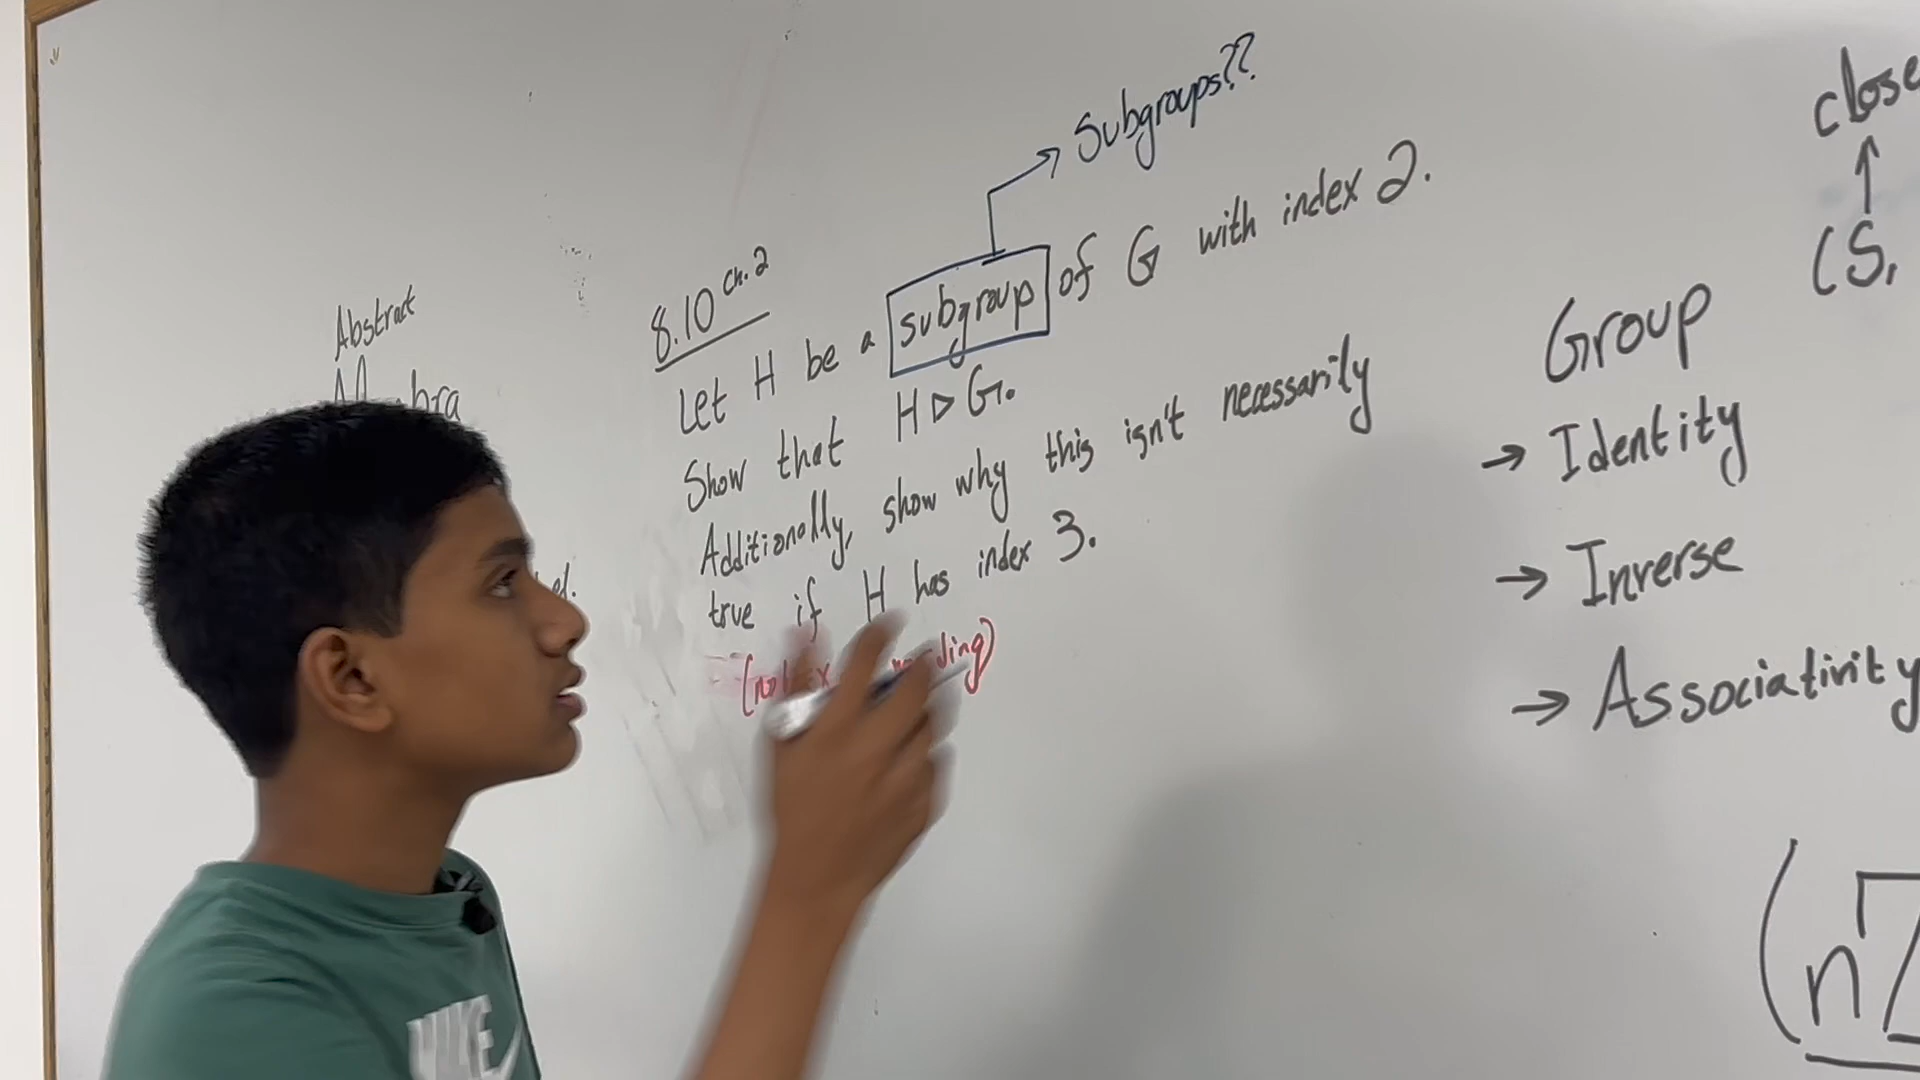 Abstract
8.10 ch. 2
Subgroups??
Let H be a subgroup of G with index 2.
Show that H ▷ G.
Additionally, show why this isn't necessarily
true if H has index 3.
Group
→ Identity
→ Inverse
→ Associativity
(S,
(n
NIKE